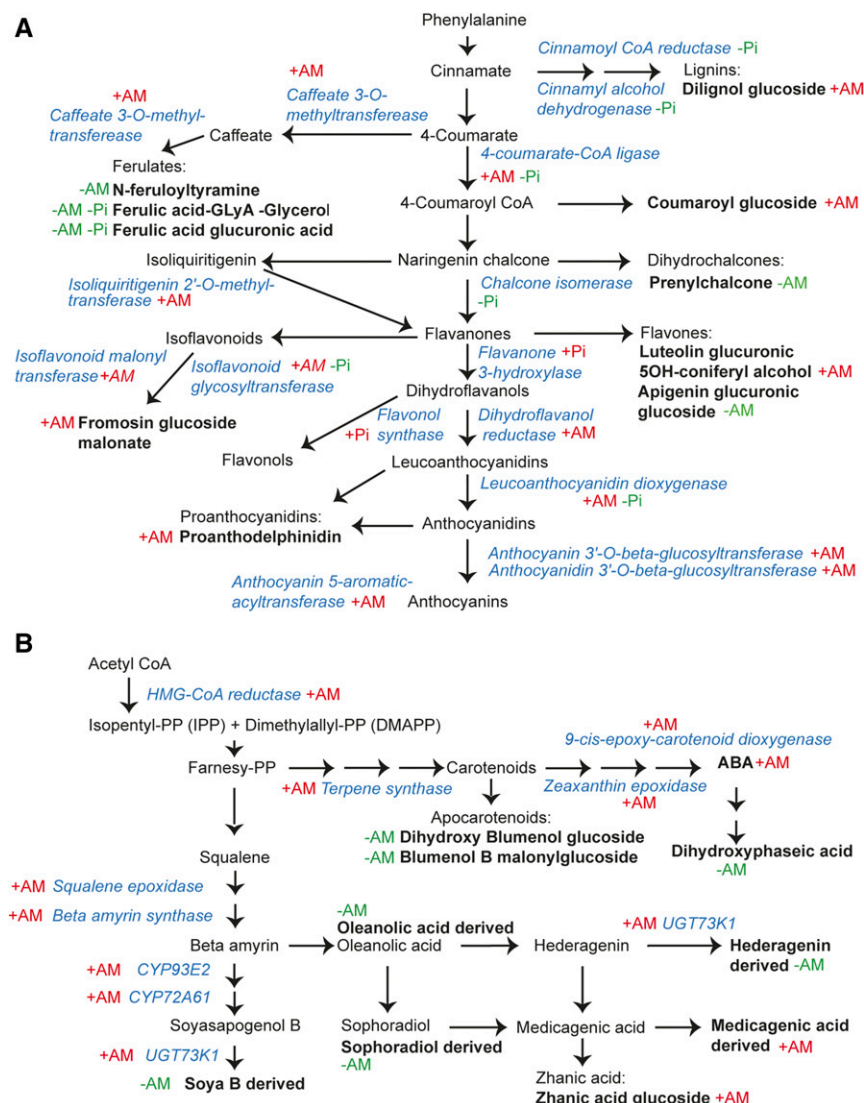 A
Phenylalanine
Cinnamoyl CoA reductase -Pi
+AM
Cinnamate
Lignins:
+AM
Caffeate 3-O-
Cinnamyl alcohol
Dilignol glucoside +AM
Caffeate 3-O-methyl-
methyltransferease
dehydrogenase -Pi
transferease
Caffeate
4-Coumarate
Ferulates:
4-coumarate-CoA ligase
-AM N-feruloyltyramine
+AM -Pi
-AM -Pi Ferulic acid-GLyA -Glycerol
4-Coumaroyl CoA
Coumaroyl glucoside +AM
-AM -Pi Ferulic acid glucuronic acid
Isoliquiritigenin
Naringenin chalcone
Dihydrochalcones:
Isoliquiritigenin 2'-O-methyl-
Chalcone isomerase
Prenylchalcone -AM
transferase +AM
-Pi
Isoflavonoids
Flavanones
Flavones:
Isoflavonoid malonyl
Isoflavonoid +AM -Pi
Flavanone +Pi
Luteolin glucuronic
transferase +AM
glycosyltransferase
3-hydroxylase
5OH-coniferyl alcohol +AM
Dihydroflavanols
Apigenin glucuronic
+AM Fromosin glucoside
Flavonol
Dihydroflavanol
glucoside -AM
malonate
+Pi synthase
reductase +AM
Flavonols
Leucoanthocyanidins
Leucoanthocyanidin dioxygenase
Proanthocyanidins:
+AM -Pi
+AM Proanthodelphinidin
Anthocyanidins
Anthocyanin 3'-O-beta-glucosyltransferase +AM
Anthocyanin 5-aromatic-
Anthocyanidin 3'-O-beta-glucosyltransferase +AM
acyltransferase +AM
Anthocyanins
B
Acetyl CoA
HMG-CoA reductase +AM
+AM
Isopentyl-PP (IPP) + Dimethylallyl-PP (DMAPP)
9-cis-epoxy-carotenoid dioxygenase
Farnesy-PP
Carotenoids
ABA +AM
+AM Terpene synthase
Zeaxanthin epoxidase
+AM
Apocarotenoids:
-AM Dihydroxy Blumenol glucoside
-AM Blumenol B malonylglucoside
Dihydroxyphaseic acid
-AM
Squalene
+AM Squalene epoxidase
+AM Beta amyrin synthase
-AM
Oleanolic acid derived
+AM UGT73K1
Beta amyrin
Oleanolic acid
Hederagenin
Hederagenin
derived -AM
+AM CYP93E2
+AM CYP72A61
Soyasapogenol B
Sophoradiol
Medicagenic acid
Medicagenic acid
Sophoradiol derived
derived +AM
+AM UGT73K1
-AM
-AM Soya B derived
Zhanic acid:
Zhanic acid glucoside +AM